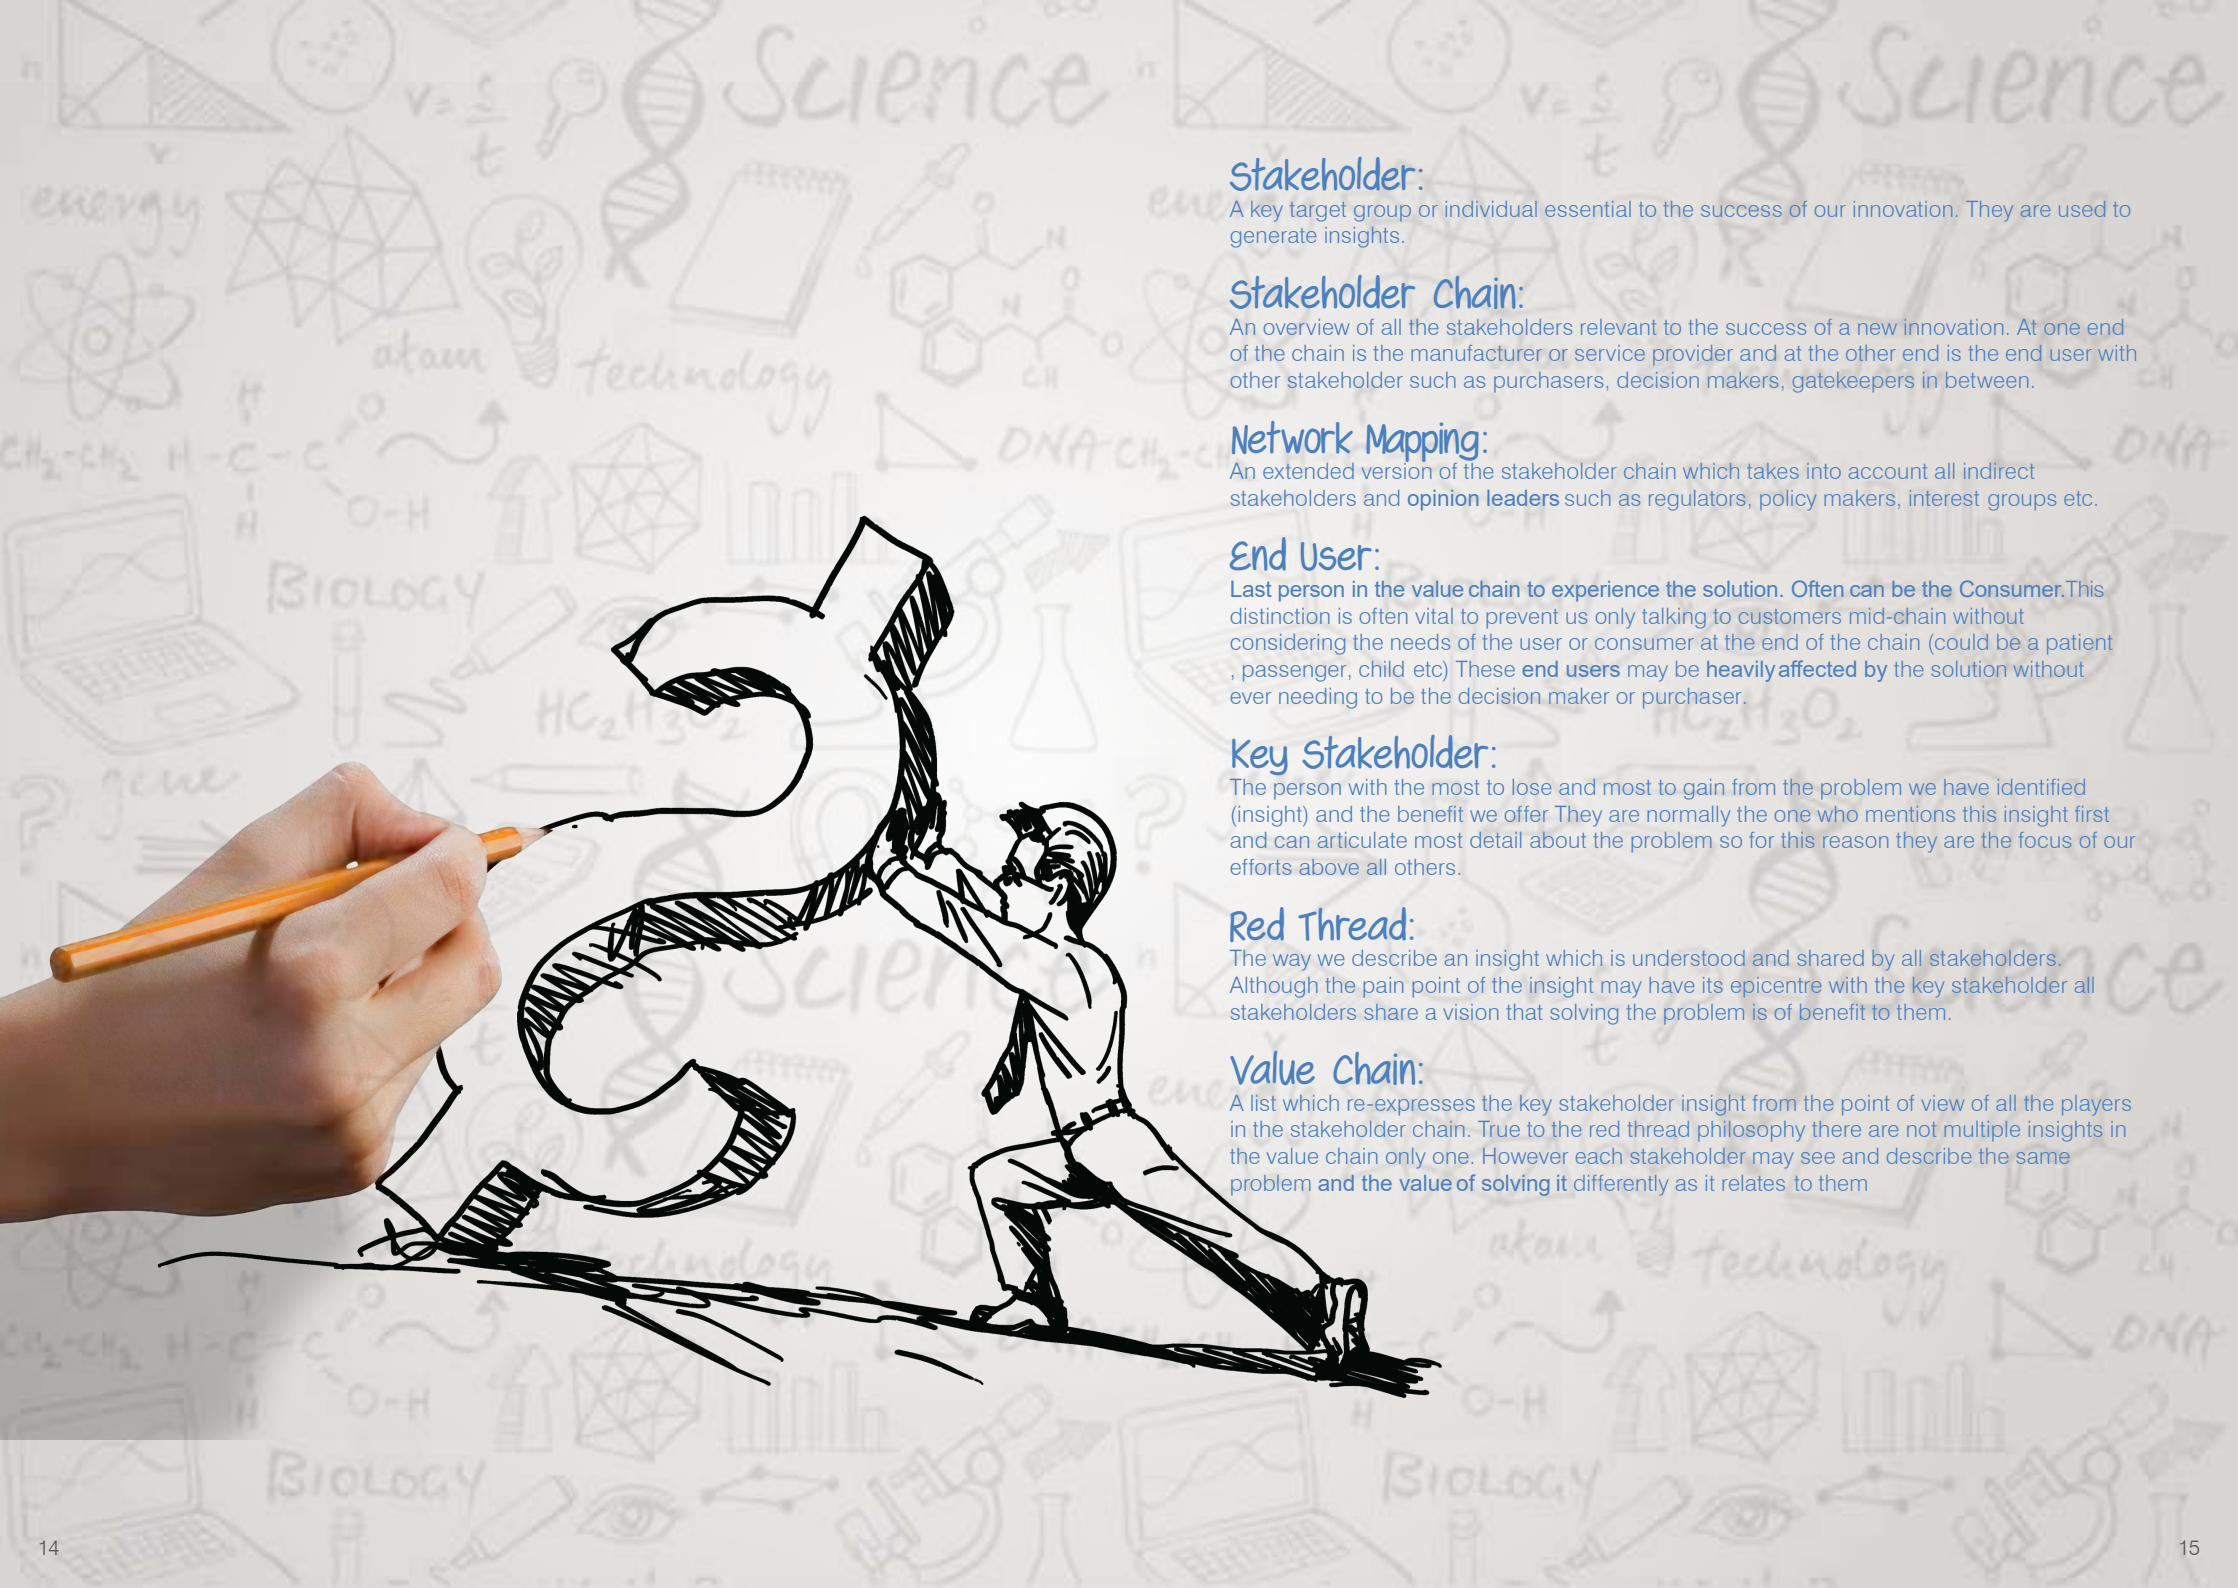 Science
Science
n
n
V= s
t
V= s
t
energy
atom
technology
DNA
DNA
CH₂-CH₂
H-C-C
O-H
BIOLOGY
HC₂H₃O₂
HC₂H₃O₂
gene
Stakeholder:
A key target group or individual essential to the success of our innovation. They are used to
generate insights.
Stakeholder Chain:
An overview of all the stakeholders relevant to the success of a new innovation. At one end
of the chain is the manufacturer or service provider and at the other end is the end user with
other stakeholder such as purchasers, decision makers, gatekeepers in between.
Network Mapping:
An extended version of the stakeholder chain which takes into account all indirect
stakeholders and opinion leaders such as regulators, policy makers, interest groups etc.
End User:
Last person in the value chain to experience the solution. Often can be the Consumer.This
distinction is often vital to prevent us only talking to customers mid-chain without
considering the needs of the user or consumer at the end of the chain (could be a patient
, passenger, child etc) These end users may be heavily affected by the solution without
ever needing to be the decision maker or purchaser.
Key Stakeholder:
The person with the most to lose and most to gain from the problem we have identified
(insight) and the benefit we offer They are normally the one who mentions this insight first
and can articulate most detail about the problem so for this reason they are the focus of our
efforts above all others.
Red Thread:
The way we describe an insight which is understood and shared by all stakeholders.
Although the pain point of the insight may have its epicentre with the key stakeholder all
stakeholders share a vision that solving the problem is of benefit to them.
Value Chain:
A list which re-expresses the key stakeholder insight from the point of view of all the players
in the stakeholder chain. True to the red thread philosophy there are not multiple insights in
the value chain only one. However each stakeholder may see and describe the same
problem and the value of solving it differently as it relates to them
Science
technology
atom
technology
DNA
H-C-C
O-H
O-H
BIOLOGY
BIOLOGY
14
15